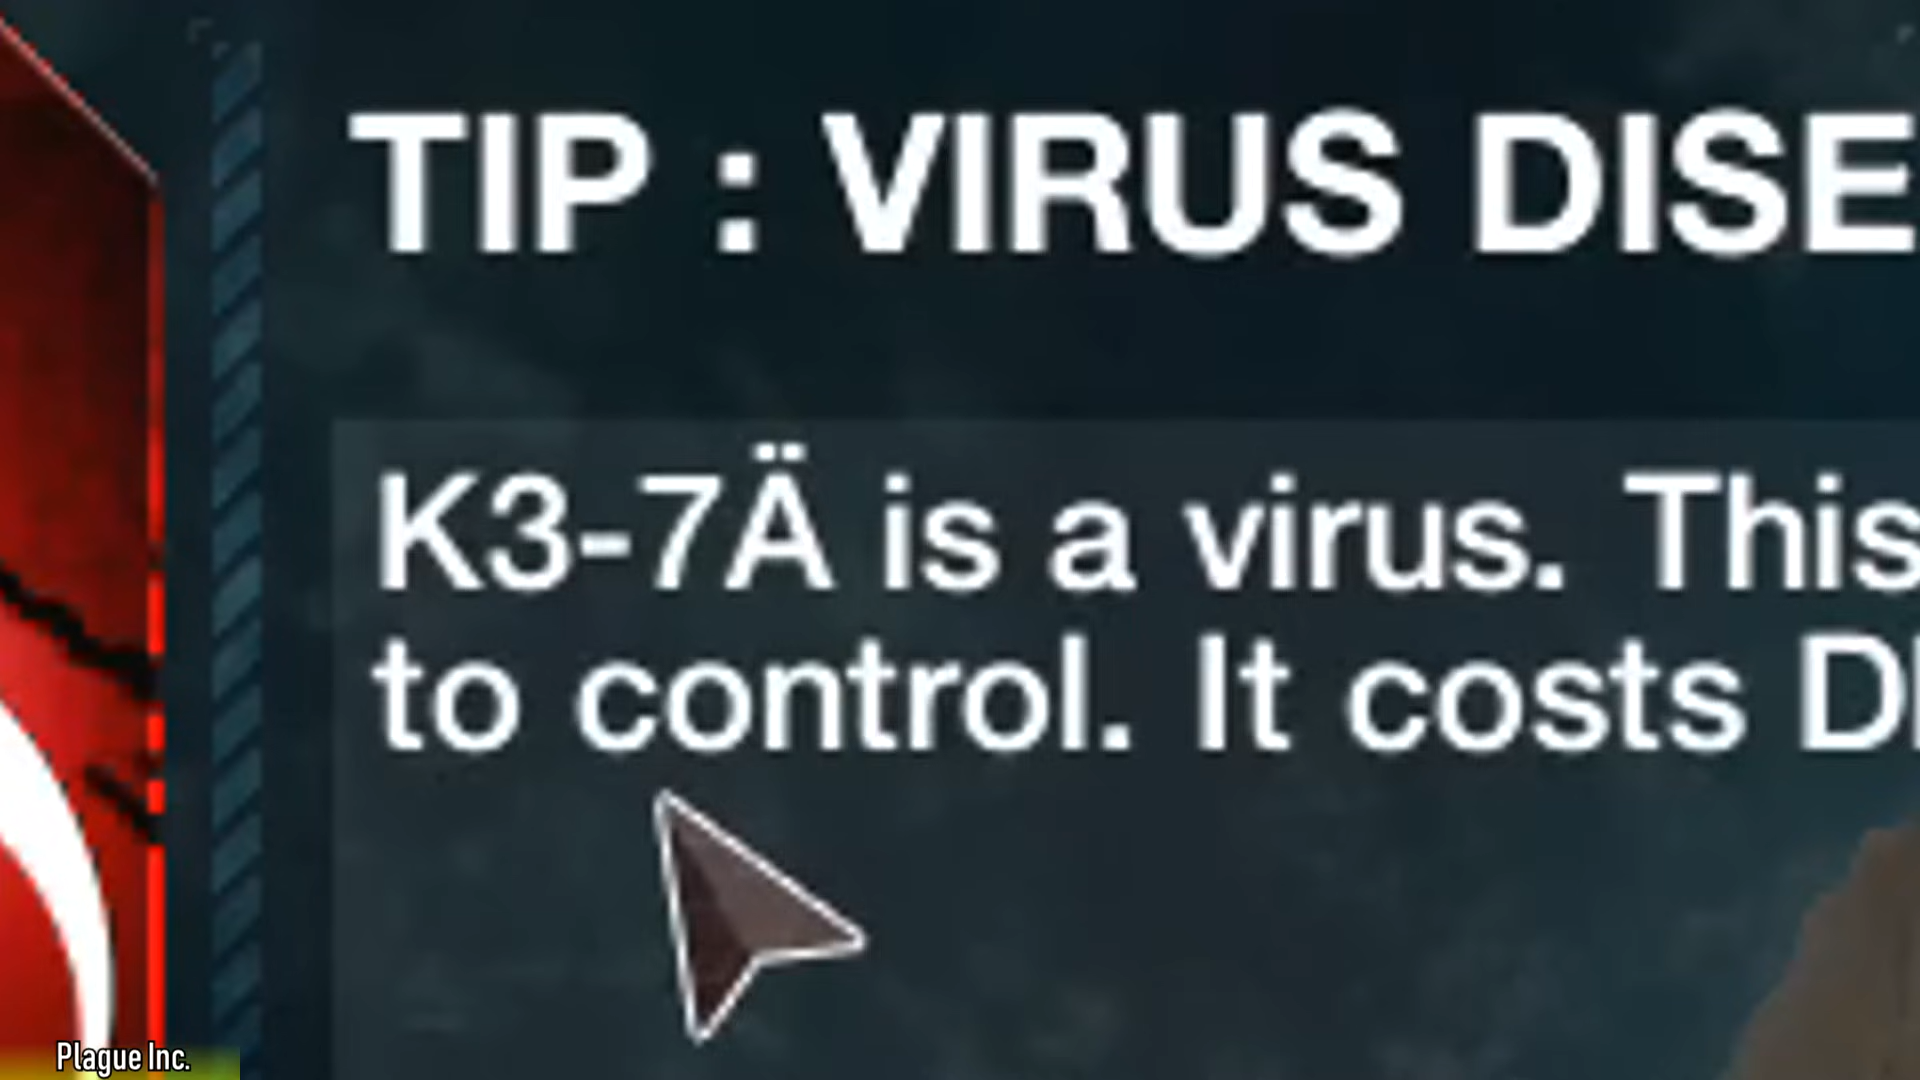 TIP : VIRUS DISE
K3-7Ä is a virus. This
to control. It costs D
Plague Inc.